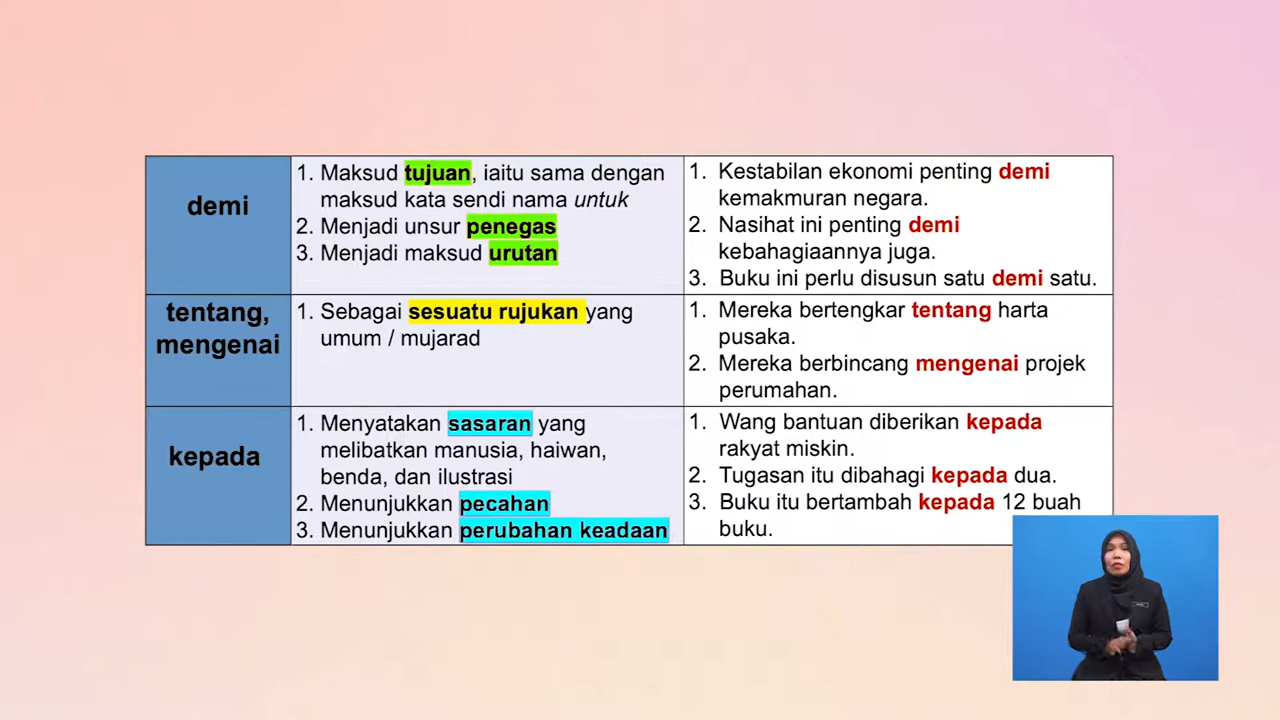 demi
1. Maksud tujuan, iaitu sama dengan
maksud kata sendi nama untuk
2. Menjadi unsur penegas
3. Menjadi maksud urutan
1. Kestabilan ekonomi penting demi
kemakmuran negara.
2. Nasihat ini penting demi
kebahagiaannya juga.
3. Buku ini perlu disusun satu demi satu.
tentang,
mengenai
1. Sebagai sesuatu rujukan yang
umum / mujarad
1. Mereka bertengkar tentang harta
pusaka.
2. Mereka berbincang mengenai projek
perumahan.
kepada
1. Menyatakan sasaran yang
melibatkan manusia, haiwan,
benda, dan ilustrasi
2. Menunjukkan pecahan
3. Menunjukkan perubahan keadaan
1. Wang bantuan diberikan kepada
rakyat miskin.
2. Tugasan itu dibahagi kepada dua.
3. Buku itu bertambah kepada 12 buah
buku.